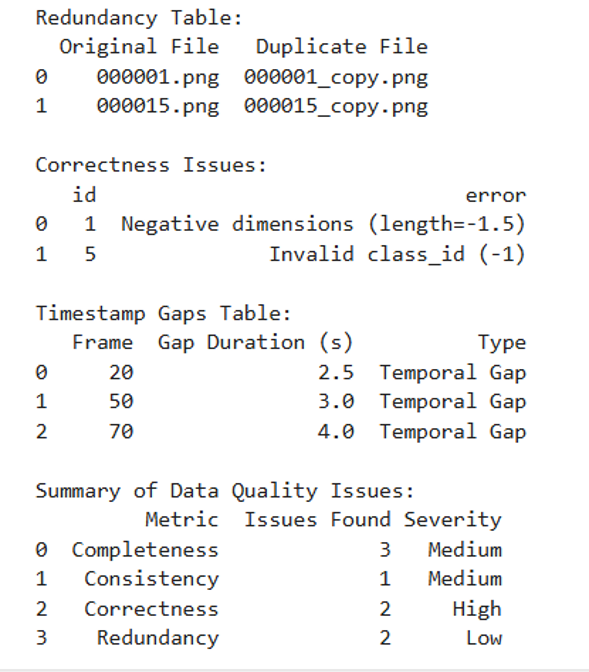 Redundancy Table:
Original File Duplicate File
0 000001.png 000001_copy.png
1 000015.png 000015_copy.png
Correctness Issues:
id error
0 1 Negative dimensions (length=-1.5)
1 5 Invalid class_id (-1)
Timestamp Gaps Table:
Frame Gap Duration (s) Type
0 20 2.5 Temporal Gap
1 50 3.0 Temporal Gap
2 70 4.0 Temporal Gap
Summary of Data Quality Issues:
Metric Issues Found Severity
0 Completeness 3 Medium
1 Consistency 1 Medium
2 Correctness 2 High
3 Redundancy 2 Low